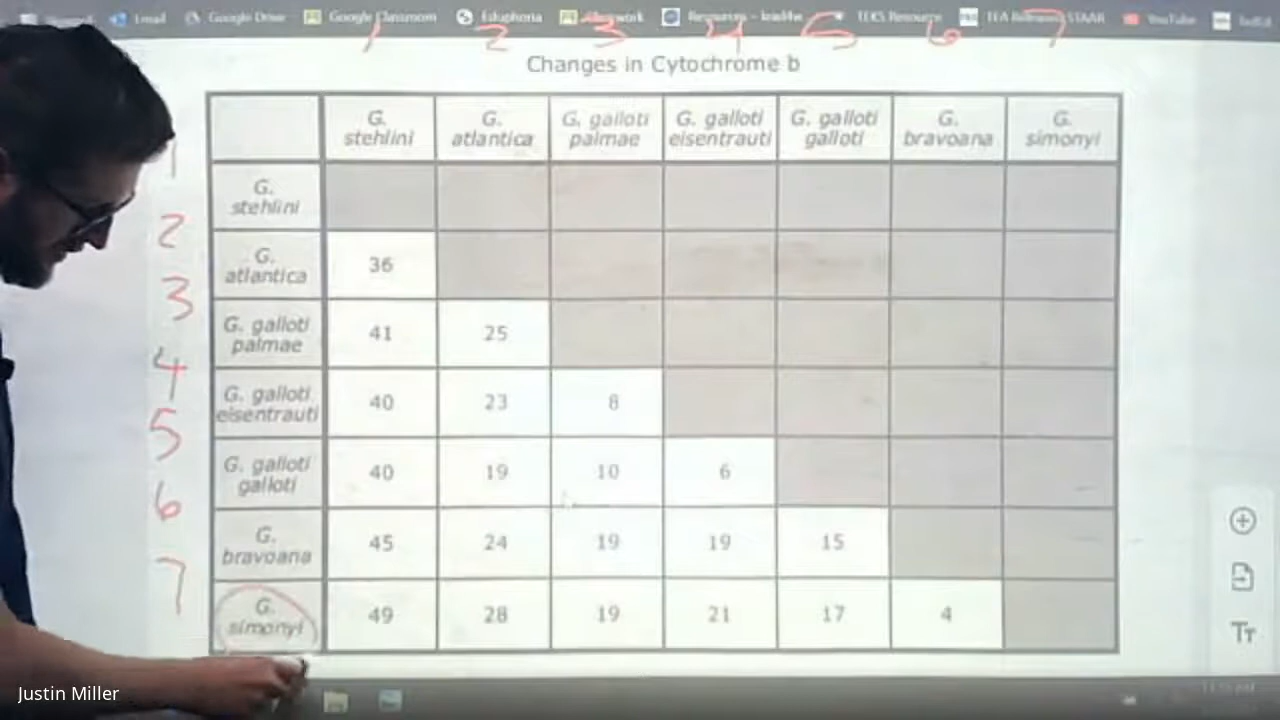 Email
Google Drive
Google Classroom
Eduphoria
TEKS Resource
YouTube
1 2 3 4 5 6 7
Changes in Cytochrome b
G. stehlini
G. atlantica
G. galloti palmae
G. galloti eisentrauti
G. galloti galloti
G. bravoana
G. simonyi
1 G. stehlini
2 G. atlantica 36
3 G. galloti palmae 41 25
4 G. galloti eisentrauti 40 23 8
5 G. galloti galloti 40 19 10 6
6 G. bravoana 45 24 19 19 15
7 G. simonyi 49 28 19 21 17 4
Tт
Justin Miller